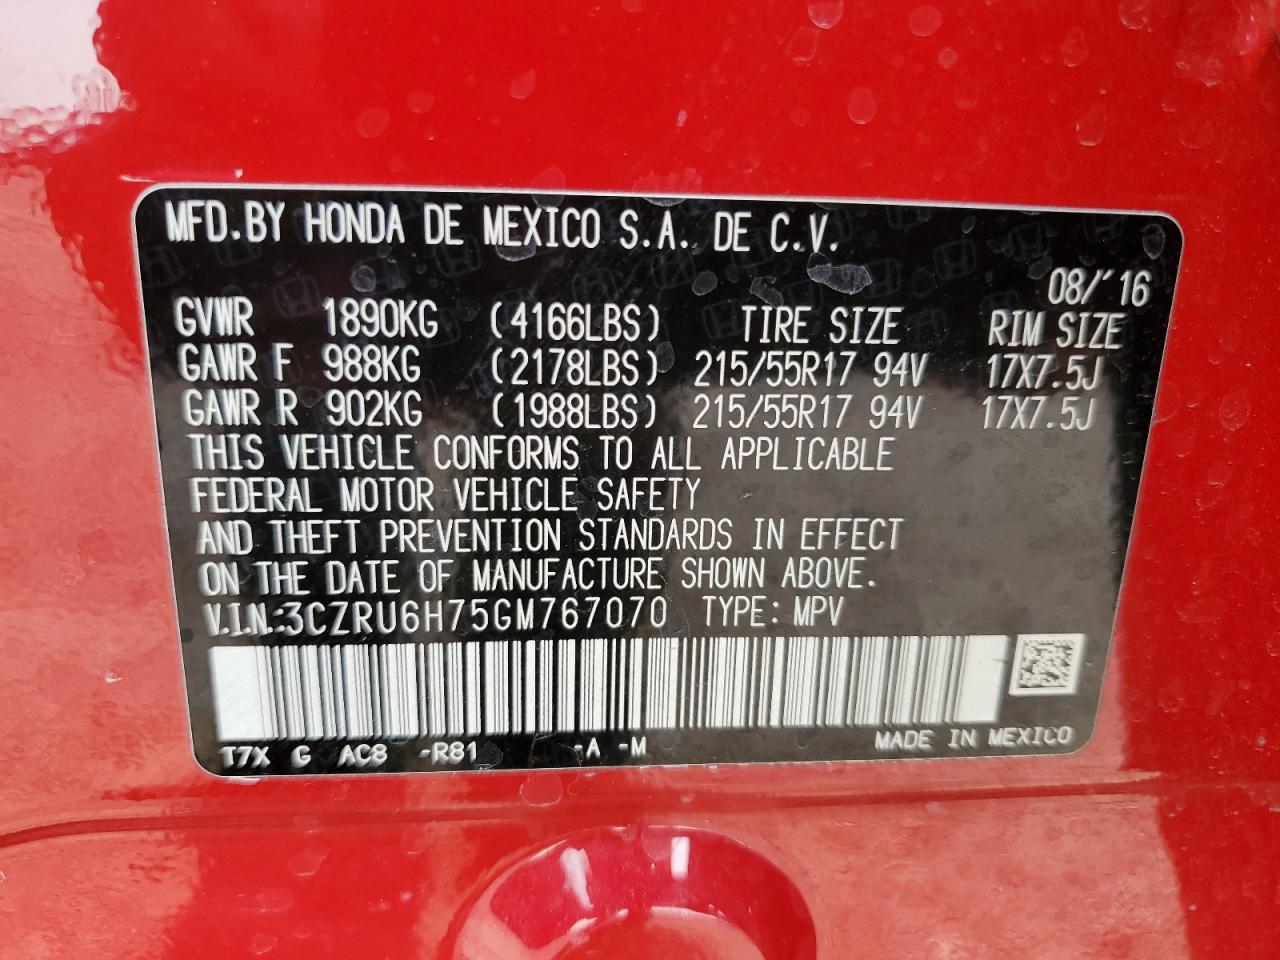 MFD.BY HONDA DE MEXICO S.A. DE C.V.
08/'16
GVWR 1890KG (4166LBS) TIRE SIZE RIM SIZE
GAWR F 988KG (2178LBS) 215/55R17 94V 17X7.5J
GAWR R 902KG (1988LBS) 215/55R17 94V 17X7.5J
THIS VEHICLE CONFORMS TO ALL APPLICABLE
FEDERAL MOTOR VEHICLE SAFETY
AND THEFT PREVENTION STANDARDS IN EFFECT
ON THE DATE OF MANUFACTURE SHOWN ABOVE.
V.I.N.:3CZRU6H75GM767070 TYPE: MPV
T7X G AC8 -R81 -A -M MADE IN MEXICO